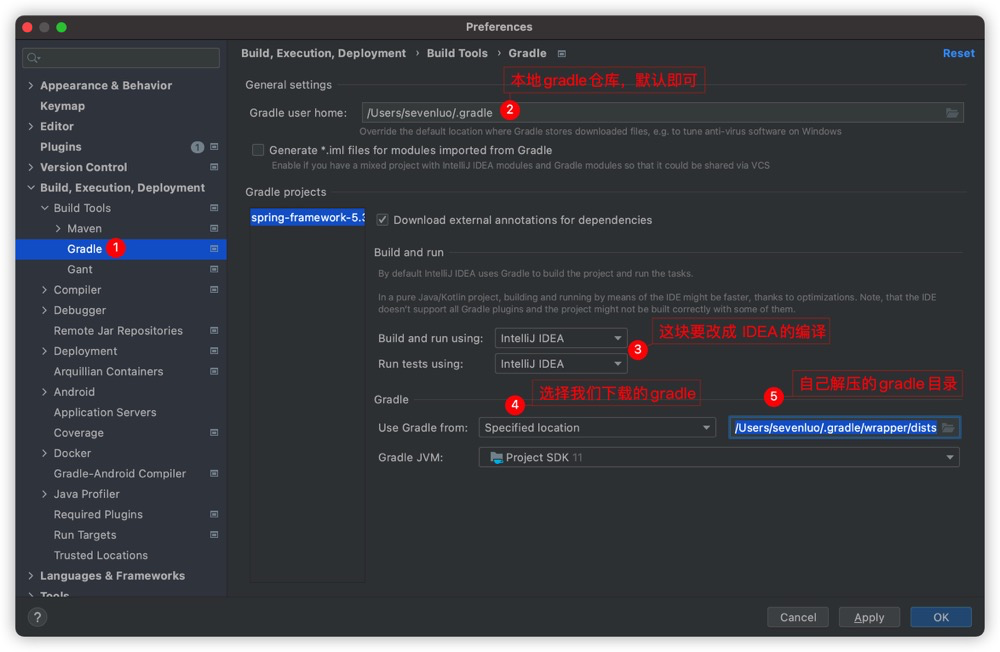 Preferences
Build, Execution, Deployment › Build Tools › Gradle
Reset
Appearance & Behavior
Keymap
Editor
Plugins 1
Version Control
Build, Execution, Deployment
Build Tools
Maven
Gradle 1
Gant
Compiler
Debugger
Remote Jar Repositories
Deployment
Arquillian Containers
Android
Application Servers
Coverage
Docker
Gradle-Android Compiler
Java Profiler
Required Plugins
Run Targets
Trusted Locations
Languages & Frameworks
Tools
General settings
本地gradle仓库，默认即可
Gradle user home: /Users/sevenluo/.gradle 2
Override the default location where Gradle stores downloaded files, e.g. to tune anti-virus software on Windows
Generate *.iml files for modules imported from Gradle
Enable if you have a mixed project with IntelliJ IDEA modules and Gradle modules so that it could be shared via VCS
Gradle projects
spring-framework-5.3
Download external annotations for dependencies
Build and run
By default IntelliJ IDEA uses Gradle to build the project and run the tasks.
In a pure Java/Kotlin project, building and running by means of the IDE might be faster, thanks to optimizations. Note, that the IDE
doesn't support all Gradle plugins and the project might not be built correctly with some of them.
Build and run using: IntelliJ IDEA
这块要改成 IDEA的编译
3
Run tests using: IntelliJ IDEA
Gradle
4 选择我们下载的gradle
5 自己解压的gradle目录
Use Gradle from: Specified location /Users/sevenluo/.gradle/wrapper/dists
Gradle JVM: Project SDK 11
?
Cancel
Apply
OK